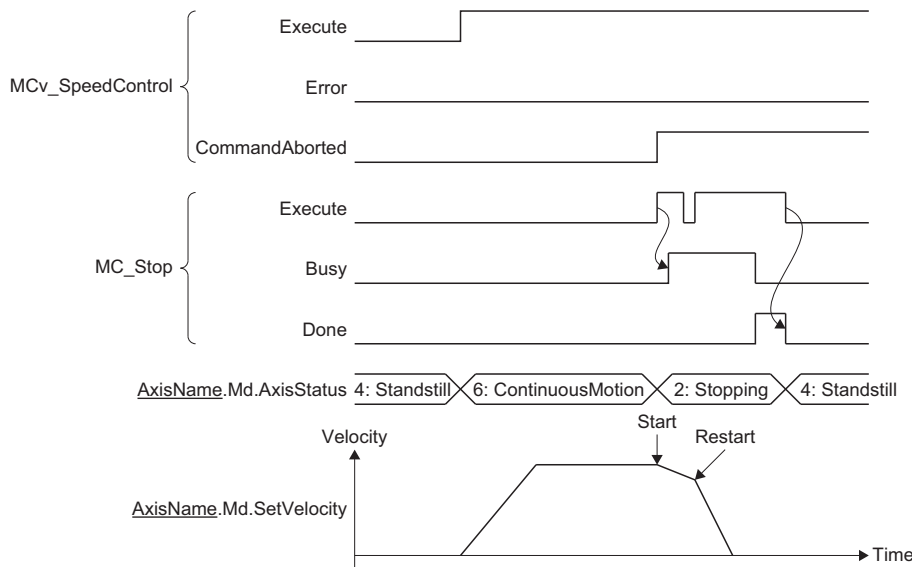 Execute
MCv_SpeedControl
Error
CommandAborted
Execute
MC_Stop
Busy
Done
AxisName.Md.AxisStatus 4: Standstill 6: ContinuousMotion 2: Stopping 4: Standstill
Start
Velocity
Restart
AxisName.Md.SetVelocity
Time